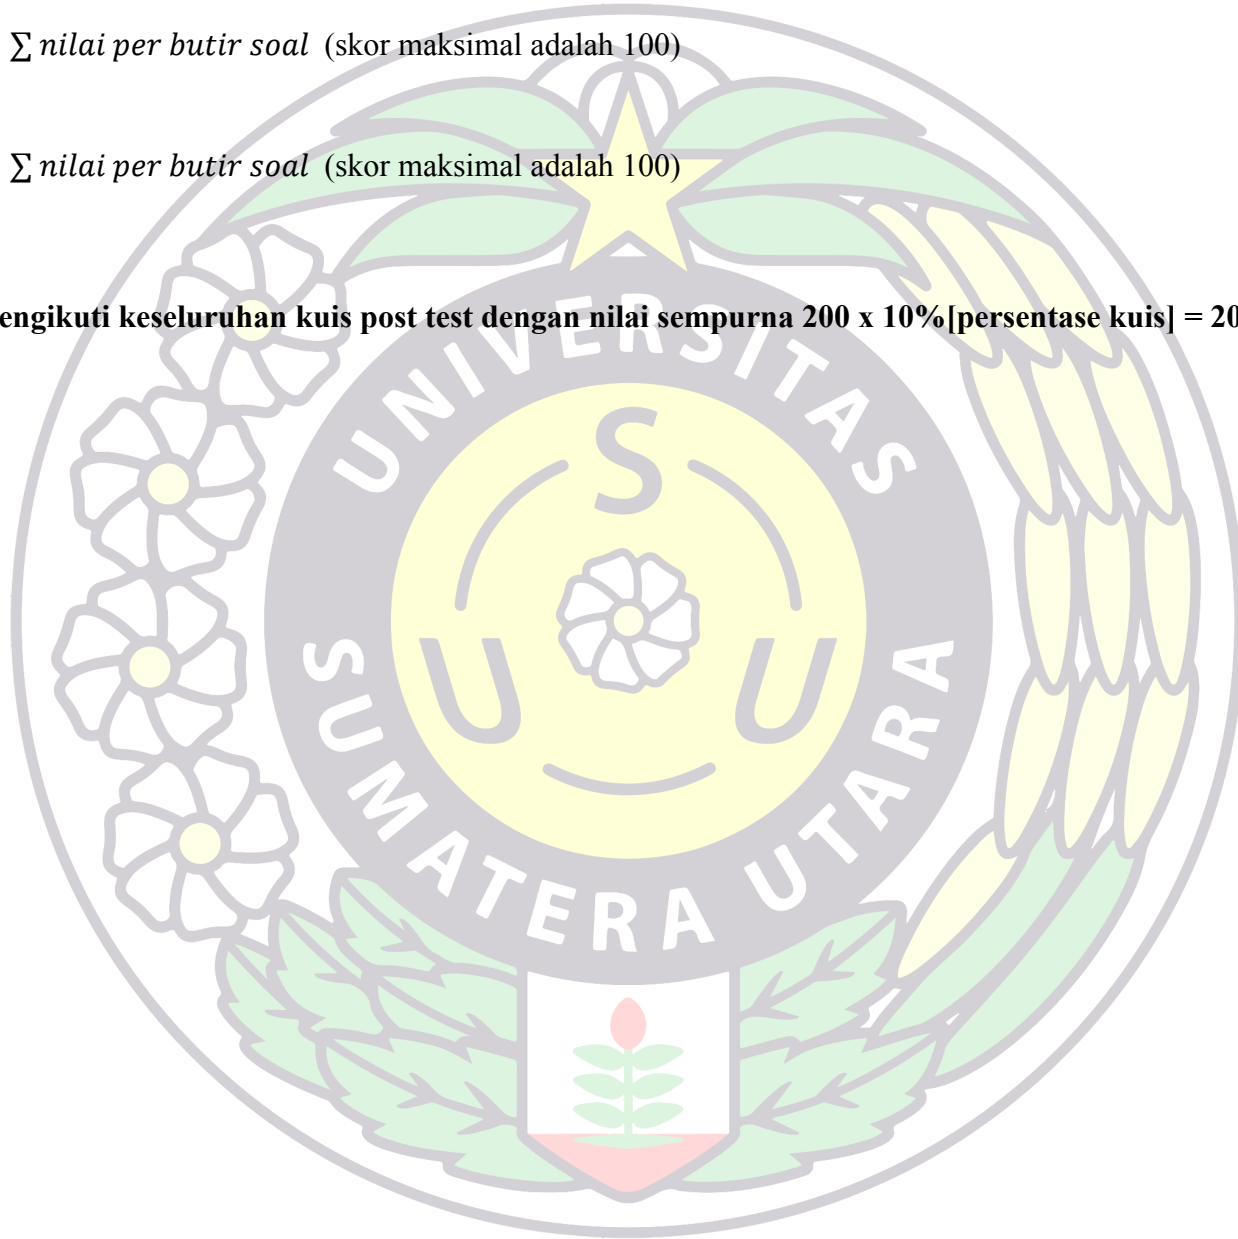 ∑ nilai per butir soal (skor maksimal adalah 100)
∑ nilai per butir soal (skor maksimal adalah 100)
engikuti keseluruhan kuis post test dengan nilai sempurna 200 x 10%[persentase kuis] = 20
UNIVERSITAS
S
U U
SUMATERA UTARA